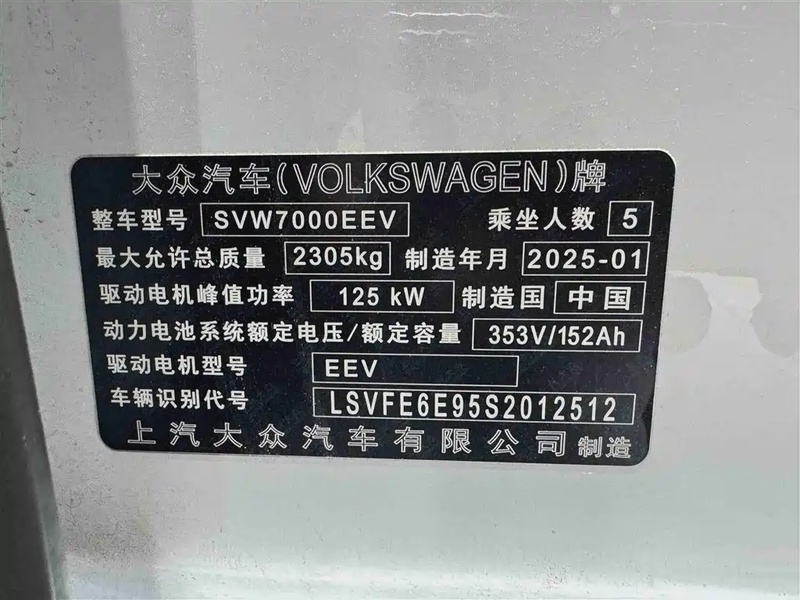 大众汽车(VOLKSWAGEN)牌
整车型号 SVW7000EEV 乘坐人数 5
最大允许总质量 2305kg 制造年月 2025-01
驱动电机峰值功率 125 kW 制造国 中国
动力电池系统额定电压/额定容量 353V/152Ah
驱动电机型号 EEV
车辆识别代号 LSVFE6E95S2012512
上汽大众汽车有限公司 制造